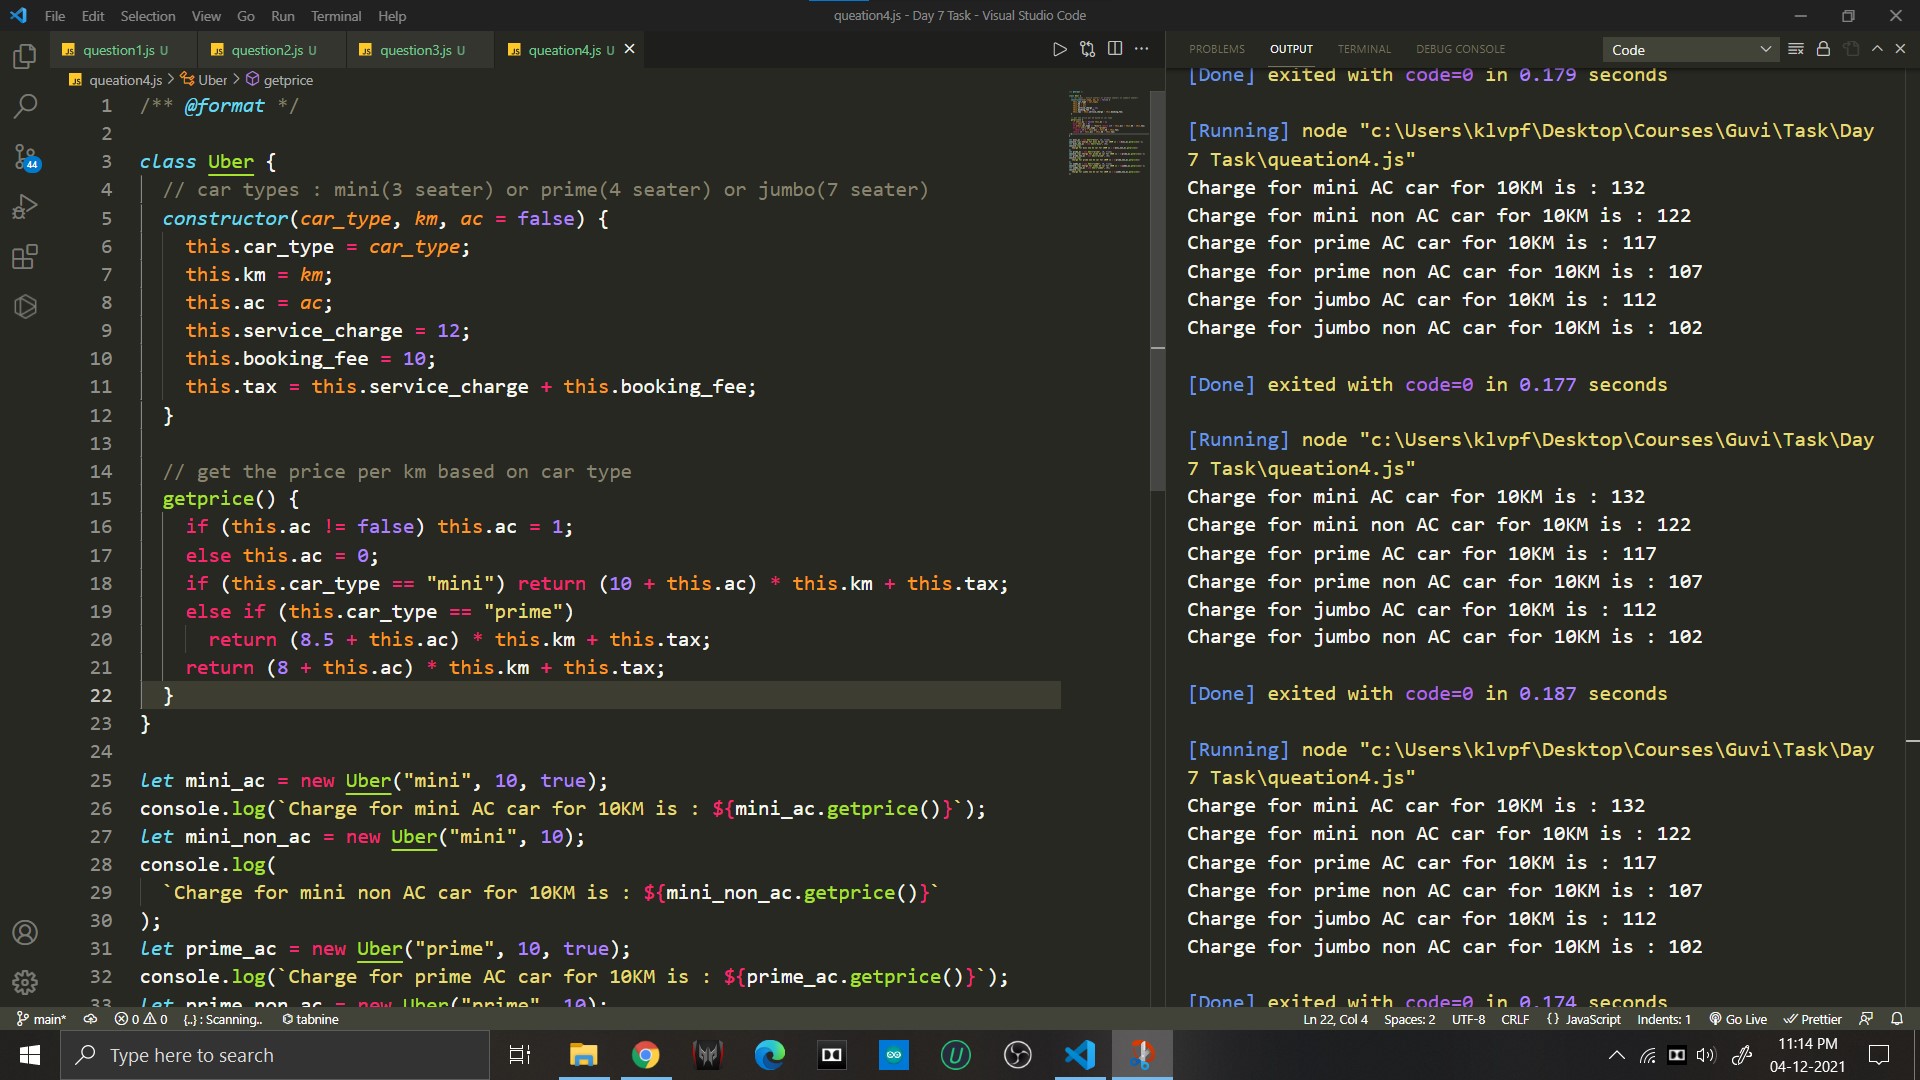 File Edit Selection View Go Run Terminal Help
queation4.js - Day 7 Task - Visual Studio Code
question1.js U question2.js U question3.js U queation4.js U
queation4.js > Uber > getprice
1 /** @format */
2
3 class Uber {
4 // car types : mini(3 seater) or prime(4 seater) or jumbo(7 seater)
5 constructor(car_type, km, ac = false) {
6 this.car_type = car_type;
7 this.km = km;
8 this.ac = ac;
9 this.service_charge = 12;
10 this.booking_fee = 10;
11 this.tax = this.service_charge + this.booking_fee;
12 }
13
14 // get the price per km based on car type
15 getprice() {
16 if (this.ac != false) this.ac = 1;
17 else this.ac = 0;
18 if (this.car_type == "mini") return (10 + this.ac) * this.km + this.tax;
19 else if (this.car_type == "prime")
20 return (8.5 + this.ac) * this.km + this.tax;
21 return (8 + this.ac) * this.km + this.tax;
22 }
23 }
24
25 let mini_ac = new Uber("mini", 10, true);
26 console.log(`Charge for mini AC car for 10KM is : ${mini_ac.getprice()}`);
27 let mini_non_ac = new Uber("mini", 10);
28 console.log(
29 `Charge for mini non AC car for 10KM is : ${mini_non_ac.getprice()}`
30 );
31 let prime_ac = new Uber("prime", 10, true);
32 console.log(`Charge for prime AC car for 10KM is : ${prime_ac.getprice()}`);
33 let prime_non_ac = new Uber("prime", 10);
PROBLEMS OUTPUT TERMINAL DEBUG CONSOLE Code
[Done] exited with code=0 in 0.179 seconds
[Running] node "c:\Users\klvpf\Desktop\Courses\Guvi\Task\Day
7 Task\queation4.js"
Charge for mini AC car for 10KM is : 132
Charge for mini non AC car for 10KM is : 122
Charge for prime AC car for 10KM is : 117
Charge for prime non AC car for 10KM is : 107
Charge for jumbo AC car for 10KM is : 112
Charge for jumbo non AC car for 10KM is : 102
[Done] exited with code=0 in 0.177 seconds
[Running] node "c:\Users\klvpf\Desktop\Courses\Guvi\Task\Day
7 Task\queation4.js"
Charge for mini AC car for 10KM is : 132
Charge for mini non AC car for 10KM is : 122
Charge for prime AC car for 10KM is : 117
Charge for prime non AC car for 10KM is : 107
Charge for jumbo AC car for 10KM is : 112
Charge for jumbo non AC car for 10KM is : 102
[Done] exited with code=0 in 0.187 seconds
[Running] node "c:\Users\klvpf\Desktop\Courses\Guvi\Task\Day
7 Task\queation4.js"
Charge for mini AC car for 10KM is : 132
Charge for mini non AC car for 10KM is : 122
Charge for prime AC car for 10KM is : 117
Charge for prime non AC car for 10KM is : 107
Charge for jumbo AC car for 10KM is : 112
Charge for jumbo non AC car for 10KM is : 102
[Done] exited with code=0 in 0.174 seconds
44
main* 0 0 {..} : Scanning.. tabnine
Ln 22, Col 4 Spaces: 2 UTF-8 CRLF {} JavaScript Indents: 1 Go Live Prettier
Type here to search
11:14 PM
04-12-2021